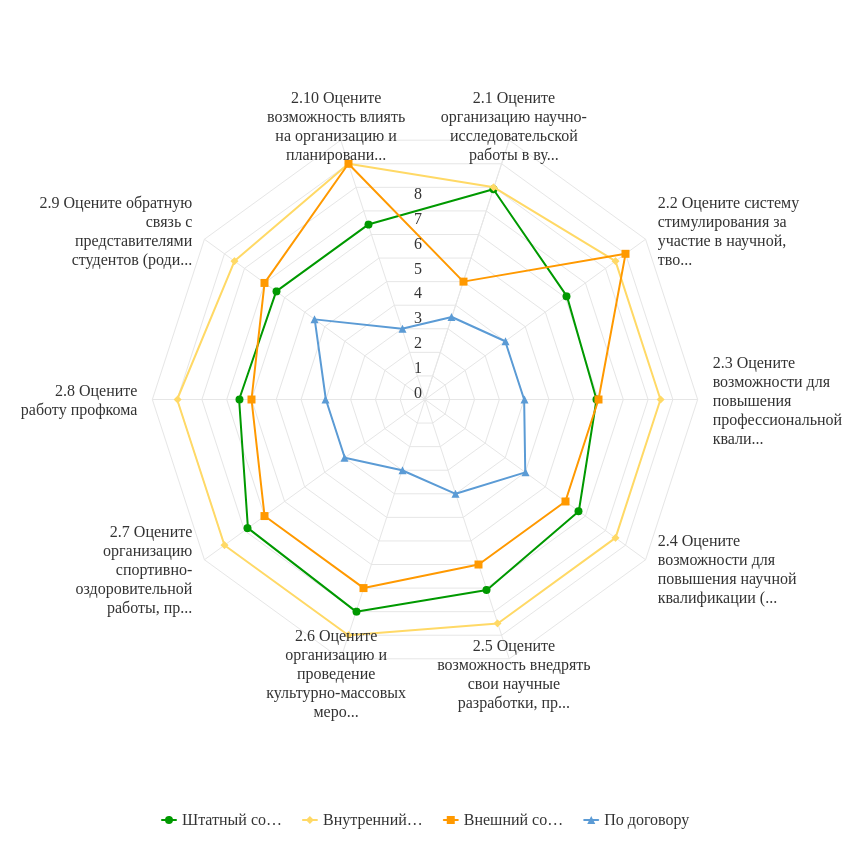 2.10 Оцените
возможность влиять
на организацию и
планировани...
2.1 Оцените
организацию научно-
исследовательской
работы в ву...
2.9 Оцените обратную
связь с
представителями
студентов (роди...
2.2 Оцените систему
стимулирования за
участие в научной,
тво...
8
7
6
5
4
3
2
1
0
2.8 Оцените
работу профкома
2.3 Оцените
возможности для
повышения
профессиональной
квали...
2.7 Оцените
организацию
спортивно-
оздоровительной
работы, пр...
2.4 Оцените
возможности для
повышения научной
квалификации (...
2.6 Оцените
организацию и
проведение
культурно-массовых
меро...
2.5 Оцените
возможность внедрять
свои научные
разработки, пр...
Штатный со…
Внутренний…
Внешний со…
По договору